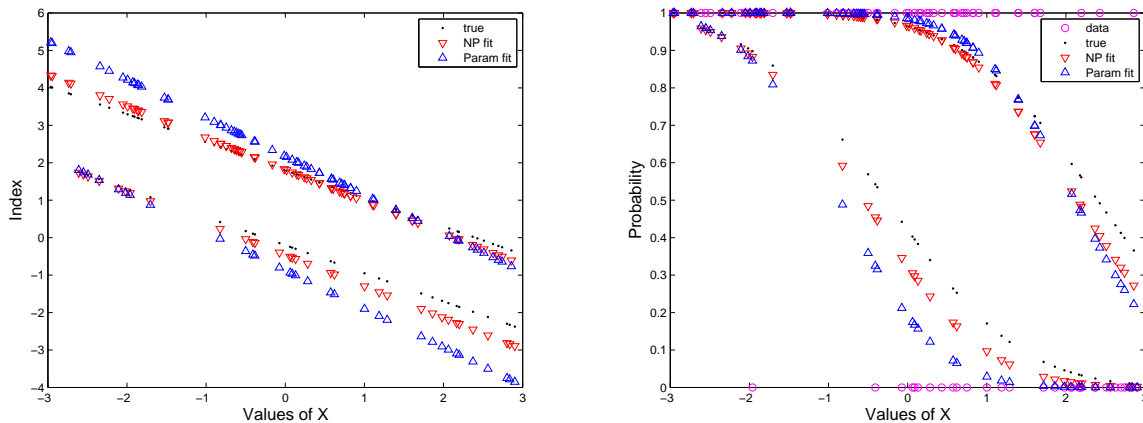 6
5
4
3
2
1
0
−1
−2
−3
−4
Index
−3 −2 −1 0 1 2 3
Values of X
true
NP fit
Param fit
1
0.9
0.8
0.7
0.6
0.5
0.4
0.3
0.2
0.1
0
Probability
−3 −2 −1 0 1 2 3
Values of X
data
true
NP fit
Param fit